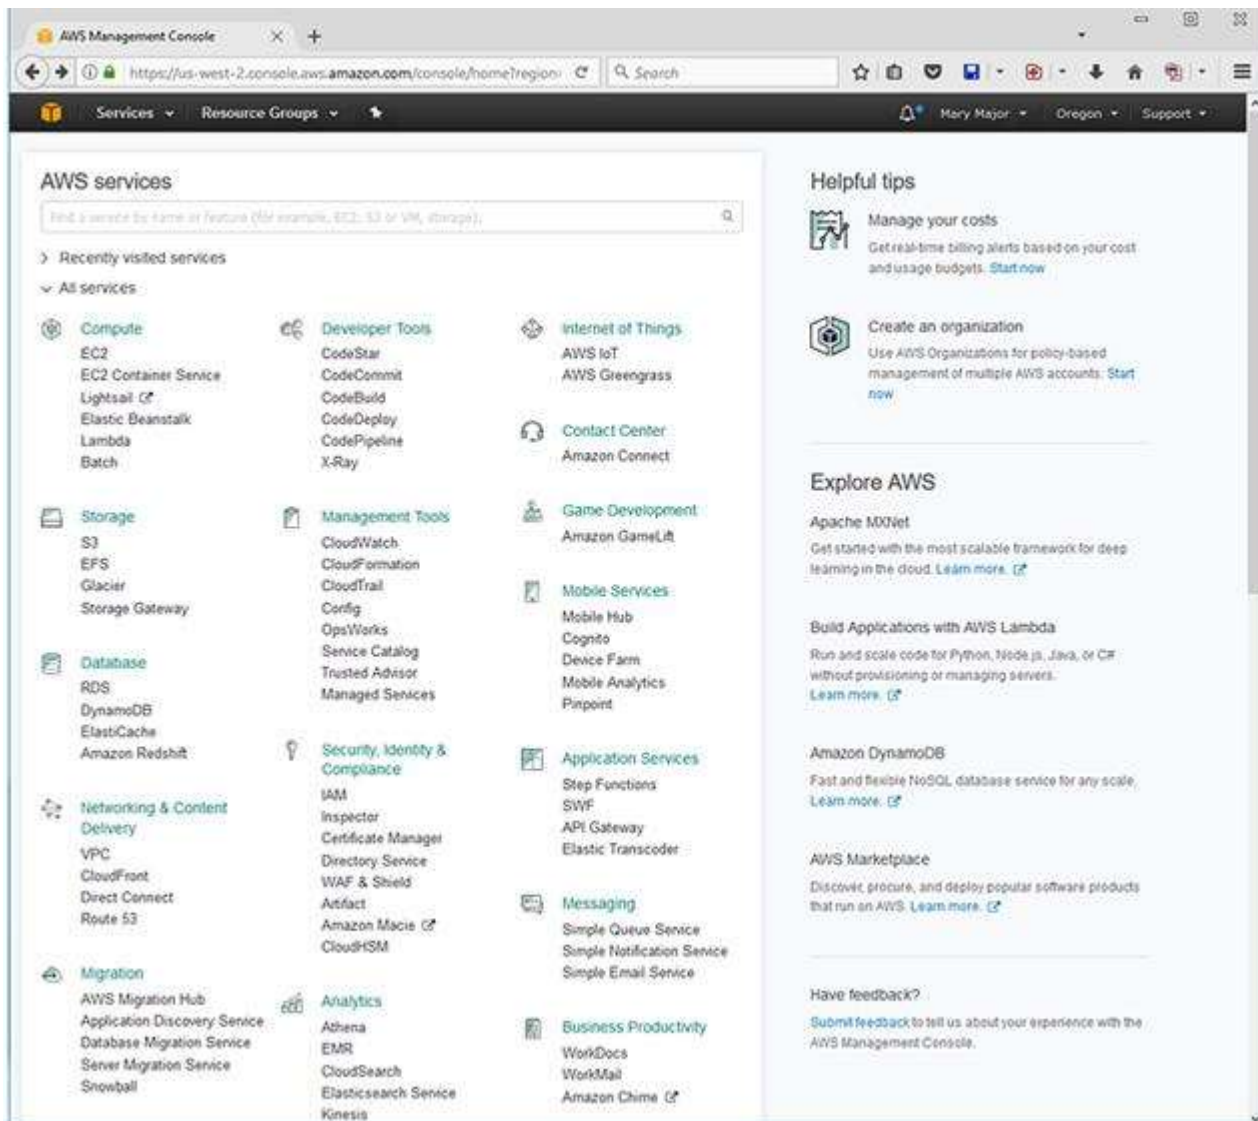 AWS Management Console
https://us-west-2.console.aws.amazon.com/console/home?region=
Search
Services
Resource Groups
Mary Major
Oregon
Support
AWS services
Find a service by name or feature (for example, EC2, S3 or VM, storage).
Recently visited services
All services
Compute
EC2
EC2 Container Service
Lightsail
Elastic Beanstalk
Lambda
Batch
Storage
S3
EFS
Glacier
Storage Gateway
Database
RDS
DynamoDB
ElastiCache
Amazon Redshift
Networking & Content
Delivery
VPC
CloudFront
Direct Connect
Route 53
Migration
AWS Migration Hub
Application Discovery Service
Database Migration Service
Server Migration Service
Snowball
Developer Tools
CodeStar
CodeCommit
CodeBuild
CodeDeploy
CodePipeline
X-Ray
Management Tools
CloudWatch
CloudFormation
CloudTrail
Config
OpsWorks
Service Catalog
Trusted Advisor
Managed Services
Security, Identity &
Compliance
IAM
Inspector
Certificate Manager
Directory Service
WAF & Shield
Artifact
Amazon Macie
CloudHSM
Analytics
Athena
EMR
CloudSearch
Elasticsearch Service
Kinesis
Internet of Things
AWS IoT
AWS Greengrass
Contact Center
Amazon Connect
Game Development
Amazon GameLift
Mobile Services
Mobile Hub
Cognito
Device Farm
Mobile Analytics
Pinpoint
Application Services
Step Functions
SWF
API Gateway
Elastic Transcoder
Messaging
Simple Queue Service
Simple Notification Service
Simple Email Service
Business Productivity
WorkDocs
WorkMail
Amazon Chime
Helpful tips
Manage your costs
Get real-time billing alerts based on your cost
and usage budgets. Start now
Create an organization
Use AWS Organizations for policy-based
management of multiple AWS accounts. Start
now
Explore AWS
Apache MXNet
Get started with the most scalable framework for deep
learning in the cloud. Learn more.
Build Applications with AWS Lambda
Run and scale code for Python, Node.js, Java, or C#
without provisioning or managing servers.
Learn more.
Amazon DynamoDB
Fast and flexible NoSQL database service for any scale.
Learn more.
AWS Marketplace
Discover, procure, and deploy popular software products
that run on AWS. Learn more.
Have feedback?
Submit feedback to tell us about your experience with the
AWS Management Console.